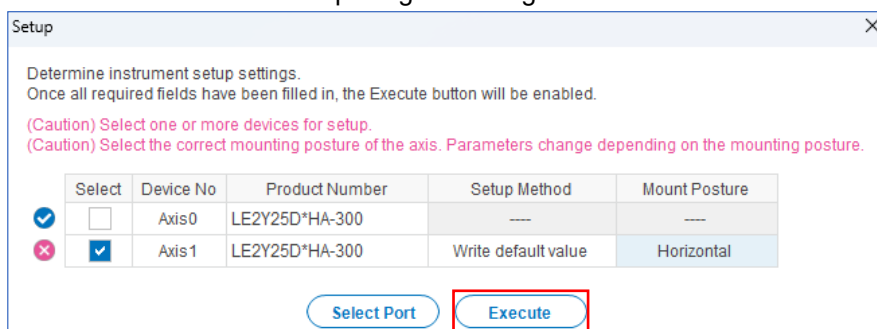 Setup
Determine instrument setup settings.
Once all required fields have been filled in, the Execute button will be enabled.
(Caution) Select one or more devices for setup.
(Caution) Select the correct mounting posture of the axis. Parameters change depending on the mounting posture.
Select Device No Product Number Setup Method Mount Posture
Axis0 LE2Y25D*HA-300 ---- ----
Axis1 LE2Y25D*HA-300 Write default value Horizontal
Select Port Execute